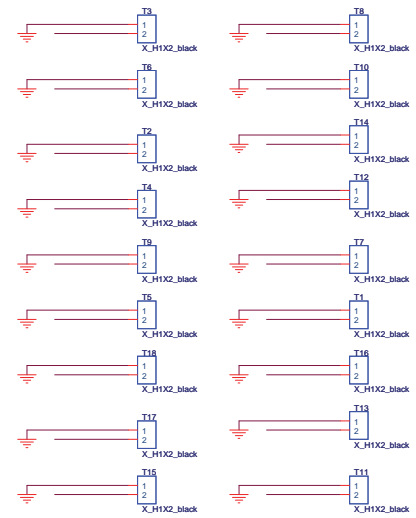 T3
1
2
X_H1X2_black
T6
1
2
X_H1X2_black
T2
1
2
X_H1X2_black
T4
1
2
X_H1X2_black
T9
1
2
X_H1X2_black
T5
1
2
X_H1X2_black
T18
1
2
X_H1X2_black
T17
1
2
X_H1X2_black
T15
1
2
X_H1X2_black
T8
1
2
X_H1X2_black
T10
1
2
X_H1X2_black
T14
1
2
X_H1X2_black
T12
1
2
X_H1X2_black
T7
1
2
X_H1X2_black
T1
1
2
X_H1X2_black
T16
1
2
X_H1X2_black
T13
1
2
X_H1X2_black
T11
1
2
X_H1X2_black